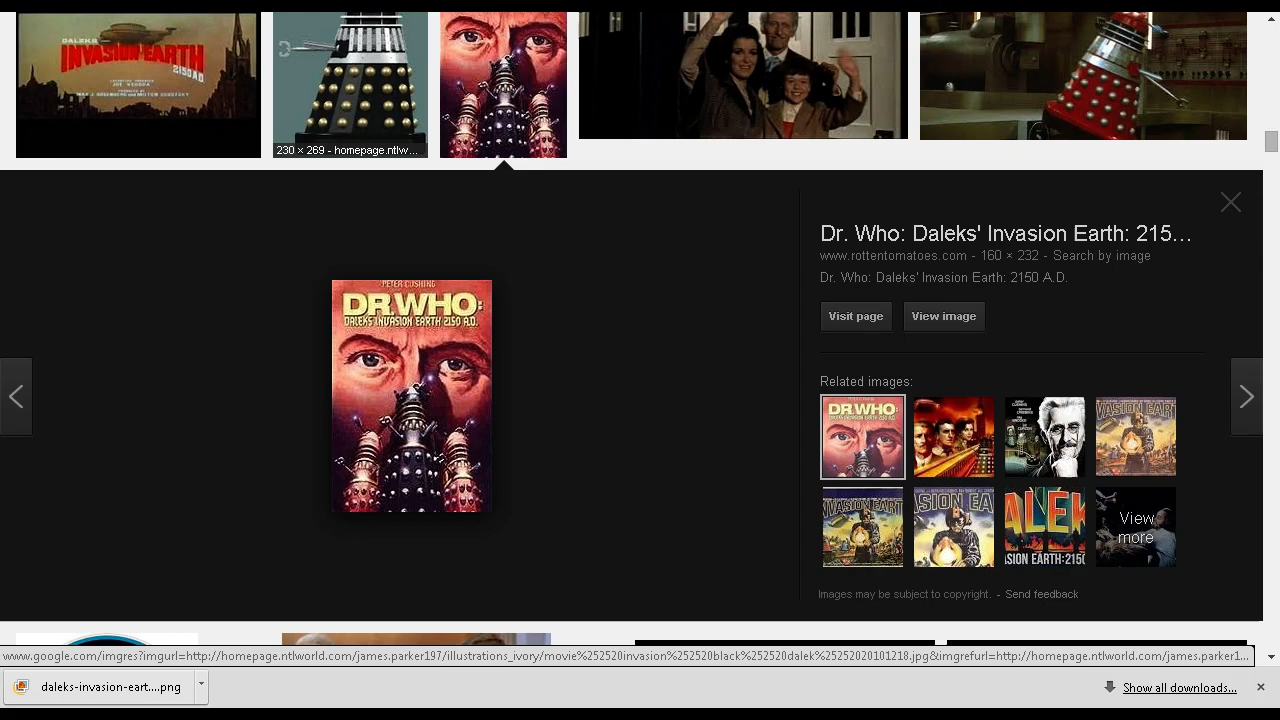 DALEKS
INVASION EARTH
2150 A.D.
230 × 269 - homepage.ntlw...
Dr. Who: Daleks' Invasion Earth: 215...
www.rottentomatoes.com - 160 × 232 - Search by image
Dr. Who: Daleks' Invasion Earth: 2150 A.D.
Visit page
View image
PETER CUSHING
DR.WHO:
DALEKS INVASION EARTH 2150 A.D.
Related images:
DR.WHO:
DALEKS INVASION EARTH 2150 A.D.
VASION EART
NVASION EART
ASION EA
ALEK
SION EARTH:2150
View
more
Images may be subject to copyright. - Send feedback
www.google.com/imgres?imgurl=http://homepage.ntlworld.com/james.parker197/illustrations_ivory/movie%252520invasion%252520black%252520dalek%25252020101218.jpg&imgrefurl=http://homepage.ntlworld.com/james.parker1...
daleks-invasion-eart....png
Show all downloads...